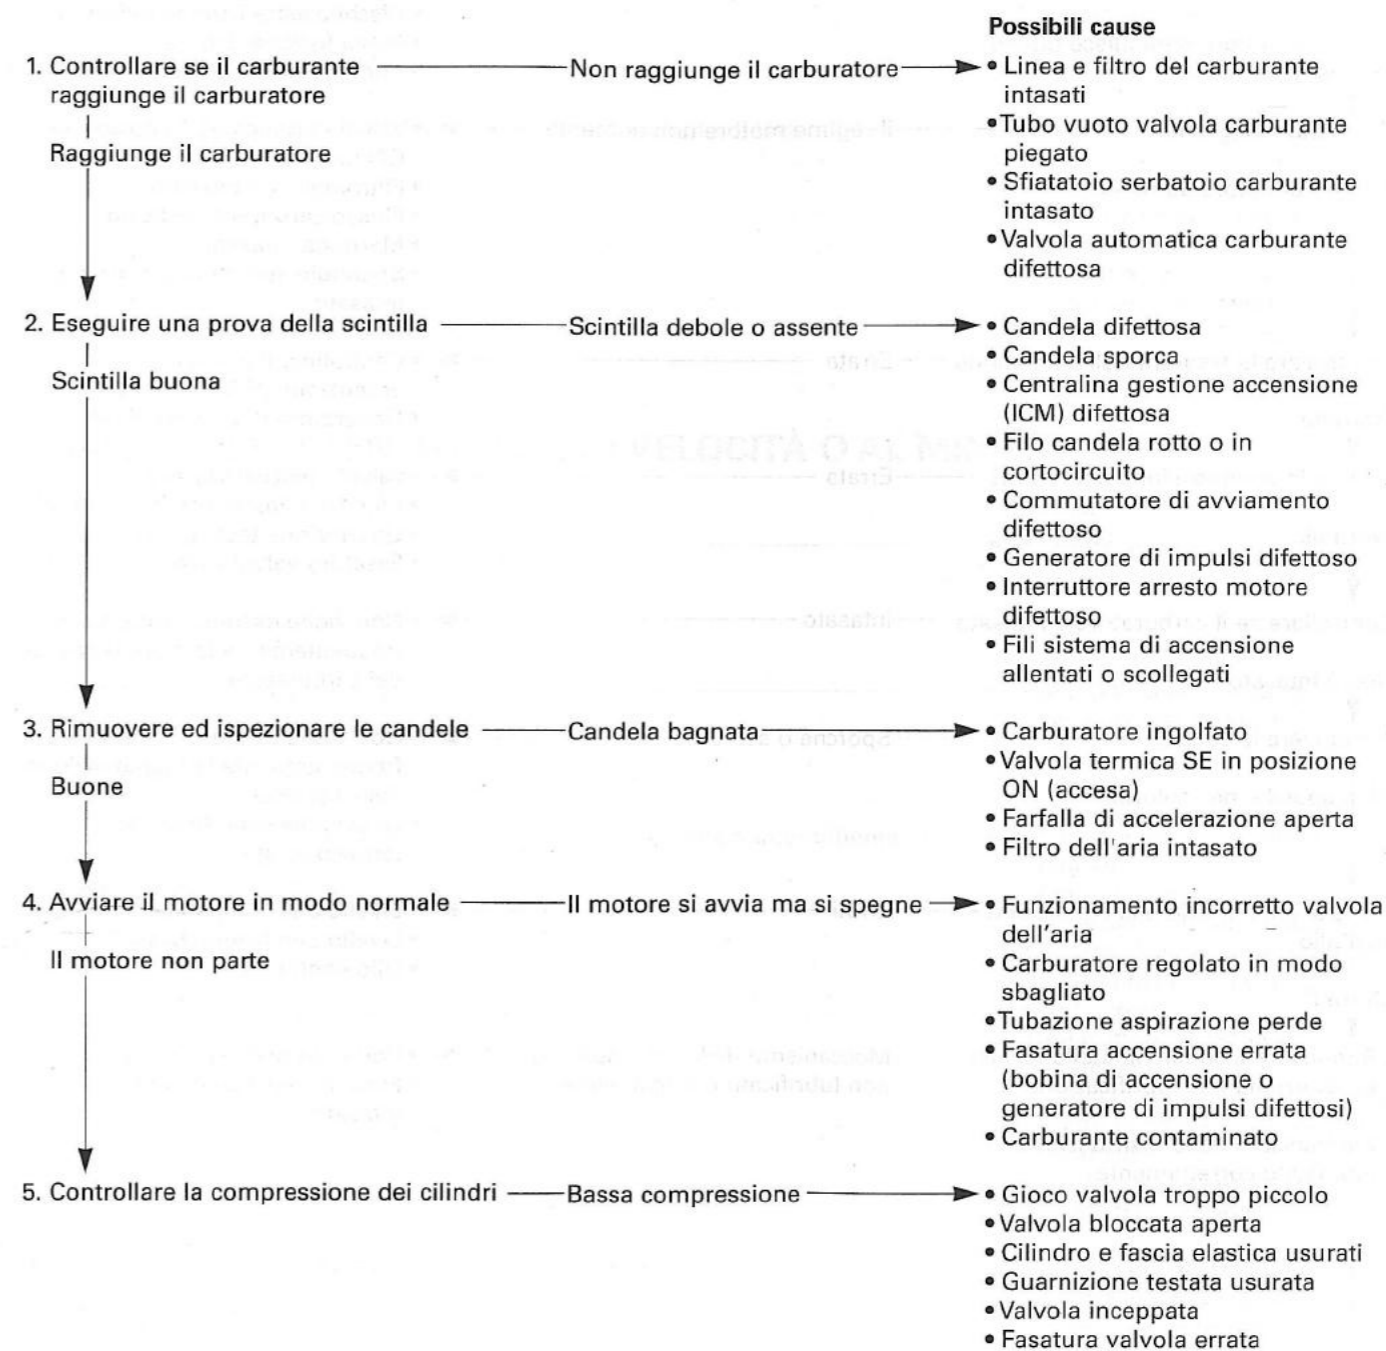 Possibili cause
1. Controllare se il carburante
raggiunge il carburatore
Non raggiunge il carburatore
• Linea e filtro del carburante
intasati
• Tubo vuoto valvola carburante
piegato
• Sfiatatoio serbatoio carburante
intasato
• Valvola automatica carburante
difettosa
Raggiunge il carburatore
2. Eseguire una prova della scintilla
Scintilla debole o assente
• Candela difettosa
• Candela sporca
• Centralina gestione accensione
(ICM) difettosa
• Filo candela rotto o in
cortocircuito
• Commutatore di avviamento
difettoso
• Generatore di impulsi difettoso
• Interruttore arresto motore
difettoso
• Fili sistema di accensione
allentati o scollegati
Scintilla buona
3. Rimuovere ed ispezionare le candele
Candela bagnata
• Carburatore ingolfato
• Valvola termica SE in posizione
ON (accesa)
• Farfalla di accelerazione aperta
• Filtro dell'aria intasato
Buone
4. Avviare il motore in modo normale
Il motore si avvia ma si spegne
• Funzionamento incorretto valvola
dell'aria
• Carburatore regolato in modo
sbagliato
• Tubazione aspirazione perde
• Fasatura accensione errata
(bobina di accensione o
generatore di impulsi difettosi)
• Carburante contaminato
Il motore non parte
5. Controllare la compressione dei cilindri
Bassa compressione
• Gioco valvola troppo piccolo
• Valvola bloccata aperta
• Cilindro e fascia elastica usurati
• Guarnizione testata usurata
• Valvola inceppata
• Fasatura valvola errata